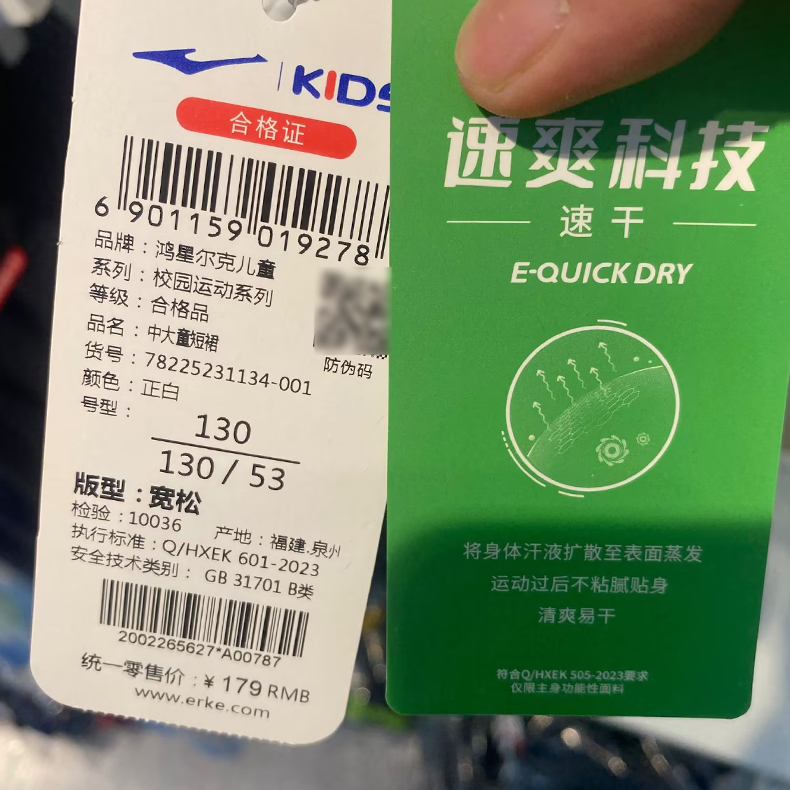 KIDS
合格证
6 901159 019278
品牌：鸿星尔克儿童
系列：校园运动系列
等级：合格品
品名：中大童短裙
货号：78225231134-001
颜色：正白
号型：
130
130 / 53
防伪码
版型：宽松
检验：10036 产地：福建.泉州
执行标准：Q/HXEK 601-2023
安全技术类别： GB 31701 B类
2002265627*A00787
统一零售价：¥ 179 RMB
www.erke.com
速爽科技
速干
E-QUICK DRY
将身体汗液扩散至表面蒸发
运动过后不粘腻贴身
清爽易干
符合Q/HXEK 505-2023要求
仅限主身功能性面料